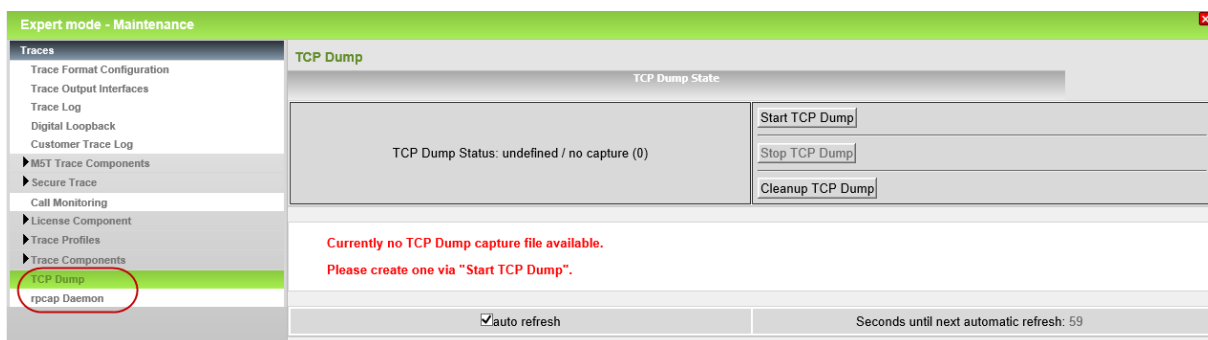 Expert mode - Maintenance
Traces
Trace Format Configuration
Trace Output Interfaces
Trace Log
Digital Loopback
Customer Trace Log
M5T Trace Components
Secure Trace
Call Monitoring
License Component
Trace Profiles
Trace Components
TCP Dump
rpcap Daemon
TCP Dump
TCP Dump State
TCP Dump Status: undefined / no capture (0)
Start TCP Dump
Stop TCP Dump
Cleanup TCP Dump
Currently no TCP Dump capture file available.
Please create one via "Start TCP Dump".
auto refresh
Seconds until next automatic refresh: 59